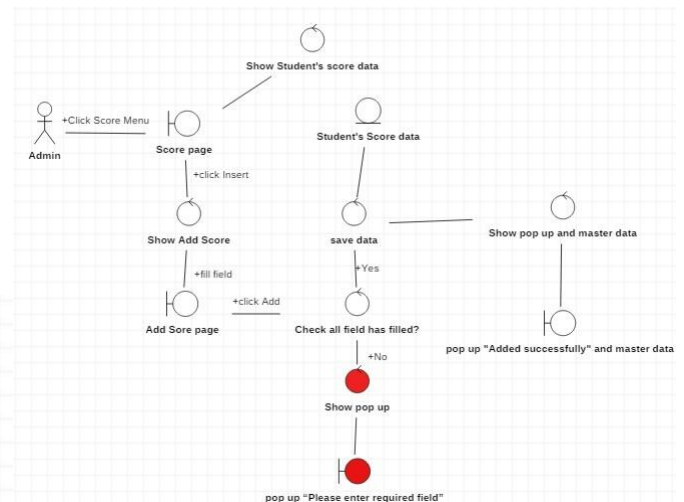 Show Student's score data
+Click Score Menu
Admin
Score page
Student's Score data
+click Insert
Show Add Score
save data
Show pop up and master data
+Yes
+fill field
+click Add
Add Sore page
Check all field has filled?
pop up "Added successfully" and master data
+No
Show pop up
pop up “Please enter required field”